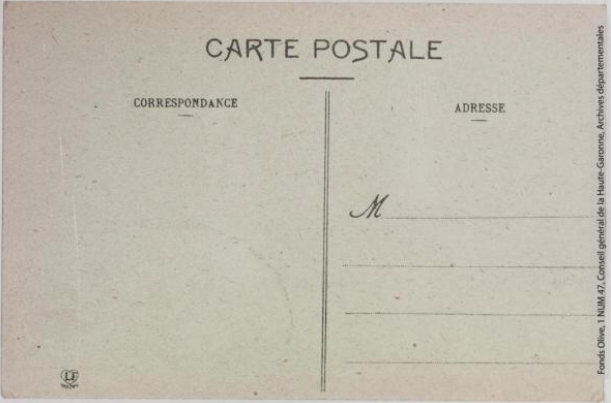 CARTE POSTALE
CORRESPONDANCE
ADRESSE
M
Fonds Olive, 1 NUM 47, Conseil général de la Haute-Garonne, Archives départementales